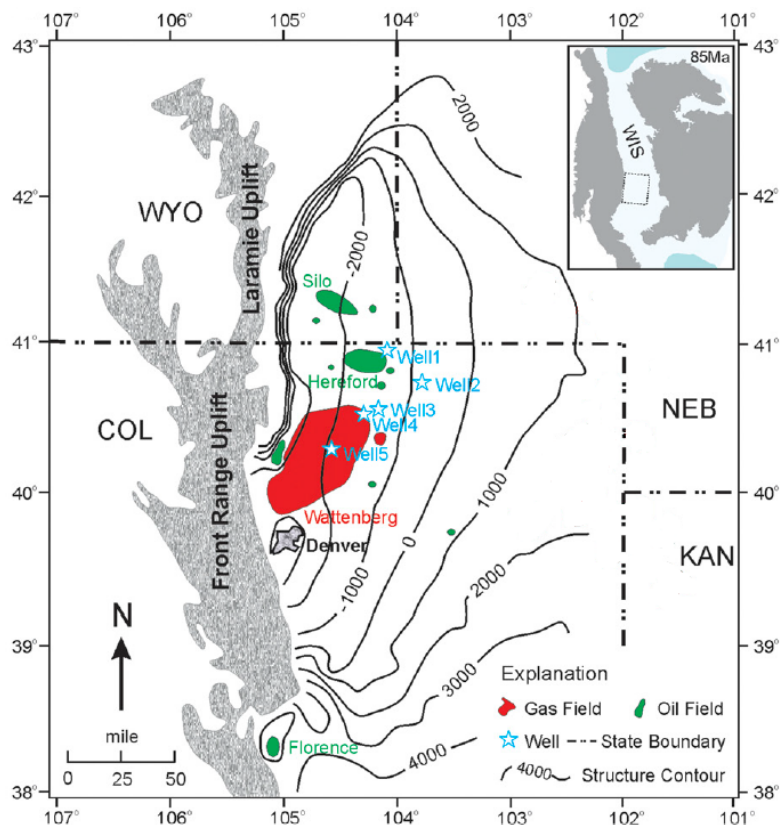 107° 106° 105° 104° 103° 102° 101°
43° 43°
85Ma
WIS
2000
42° 42°
WYO
Laramie Uplift
-2000
Silo
41° 41°
Well1
Hereford
Well2
Well3
Well4
NEB
COL
Well5
1000
40° 40°
Wattenberg
Front Range Uplift
Denver
0
KAN
-1000
2000
N
39° 39°
3000
Explanation
Gas Field Oil Field
mile
Well State Boundary
Florence
0 25 50
4000
4000 Structure Contour
38° 38°
107° 106° 105° 104° 103° 102° 101°